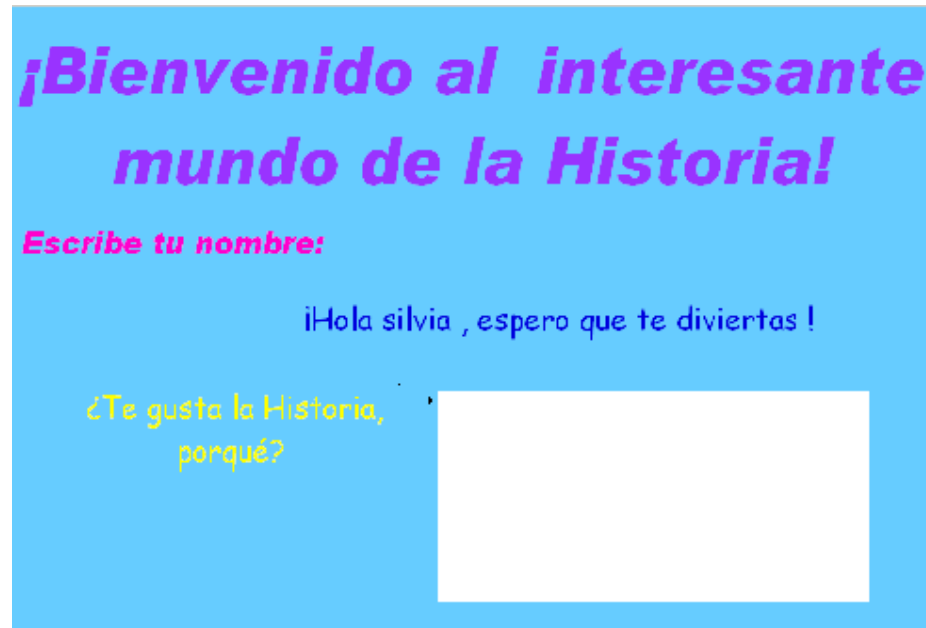 ¡Bienvenido al interesante
mundo de la Historia!
Escribe tu nombre:
¡Hola silvia , espero que te diviertas !
¿Te gusta la Historia,
porqué?